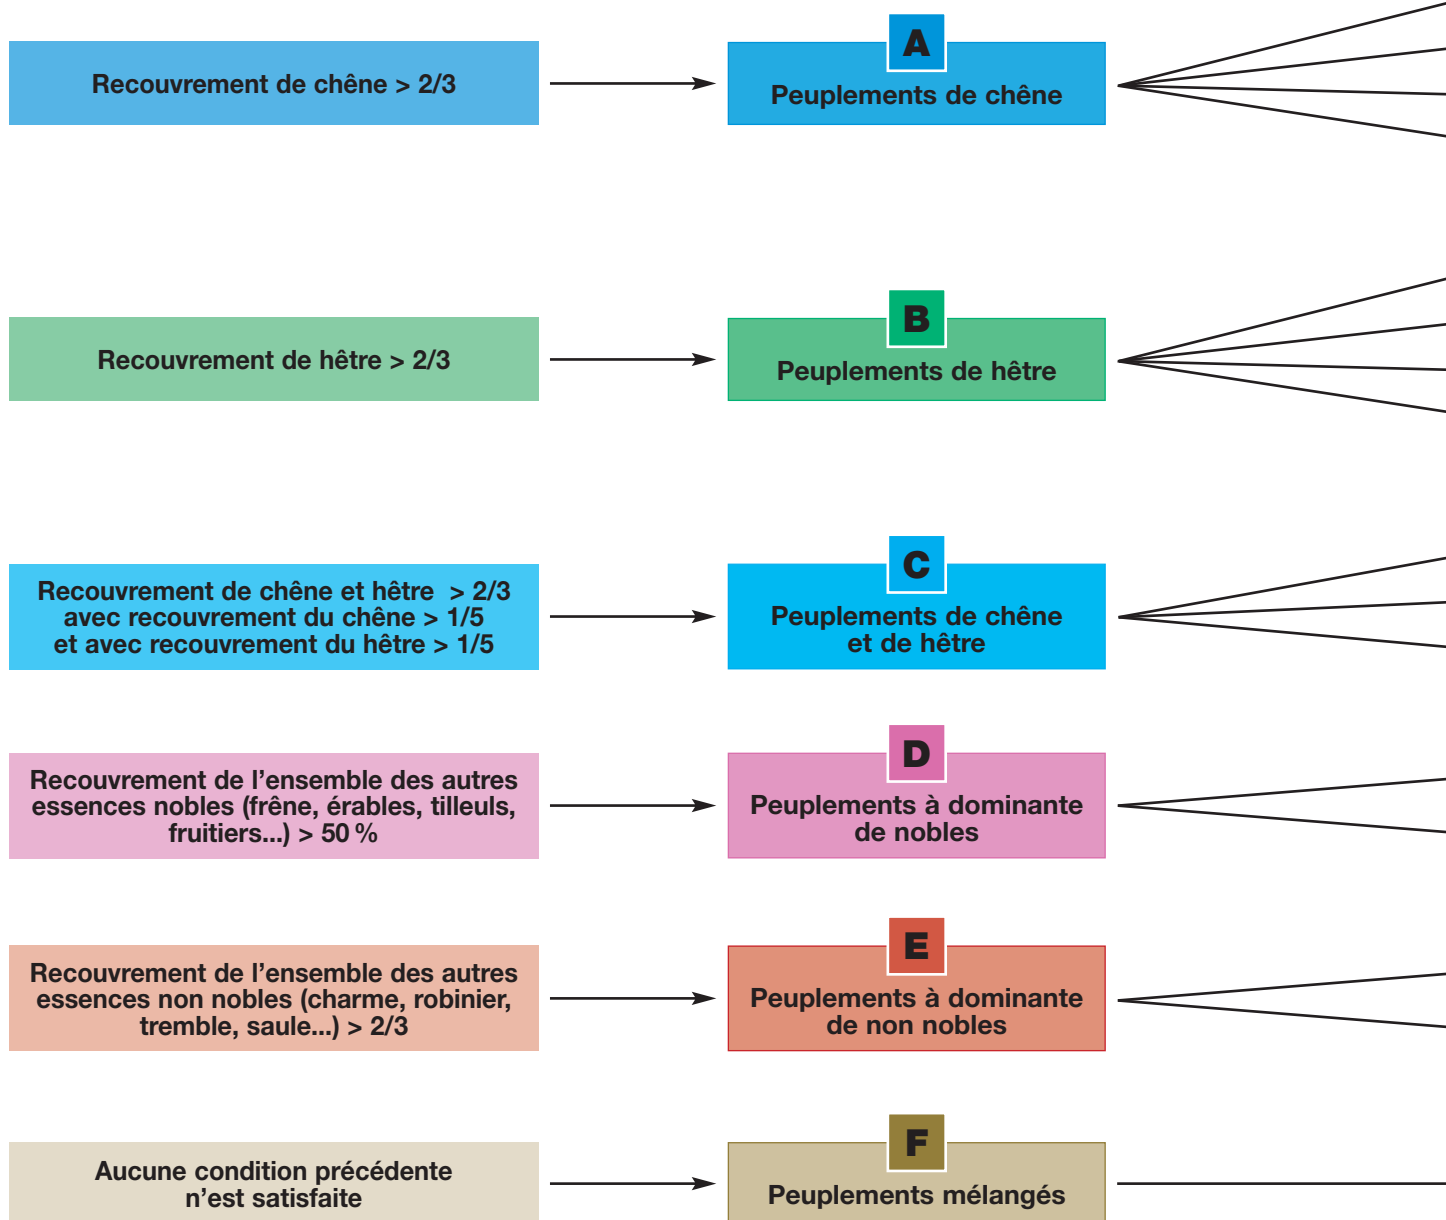 Recouvrement de chêne > 2/3
A
Peuplements de chêne
Recouvrement de hêtre > 2/3
B
Peuplements de hêtre
Recouvrement de chêne et hêtre > 2/3
avec recouvrement du chêne > 1/5
et avec recouvrement du hêtre > 1/5
C
Peuplements de chêne
et de hêtre
Recouvrement de l'ensemble des autres
essences nobles (frêne, érables, tilleuls,
fruitiers...) > 50 %
D
Peuplements à dominante
de nobles
Recouvrement de l'ensemble des autres
essences non nobles (charme, robinier,
tremble, saule...) > 2/3
E
Peuplements à dominante
de non nobles
Aucune condition précédente
n'est satisfaite
F
Peuplements mélangés